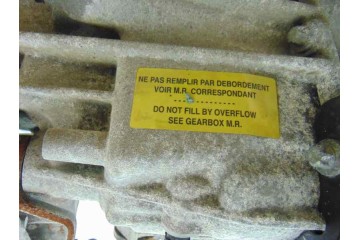 NE PAS REMPLIR PAR DEBORDEMENT
VOIR M.R. CORRESPONDANT
DO NOT FILL BY OVERFLOW
SEE GEARBOX M.R.